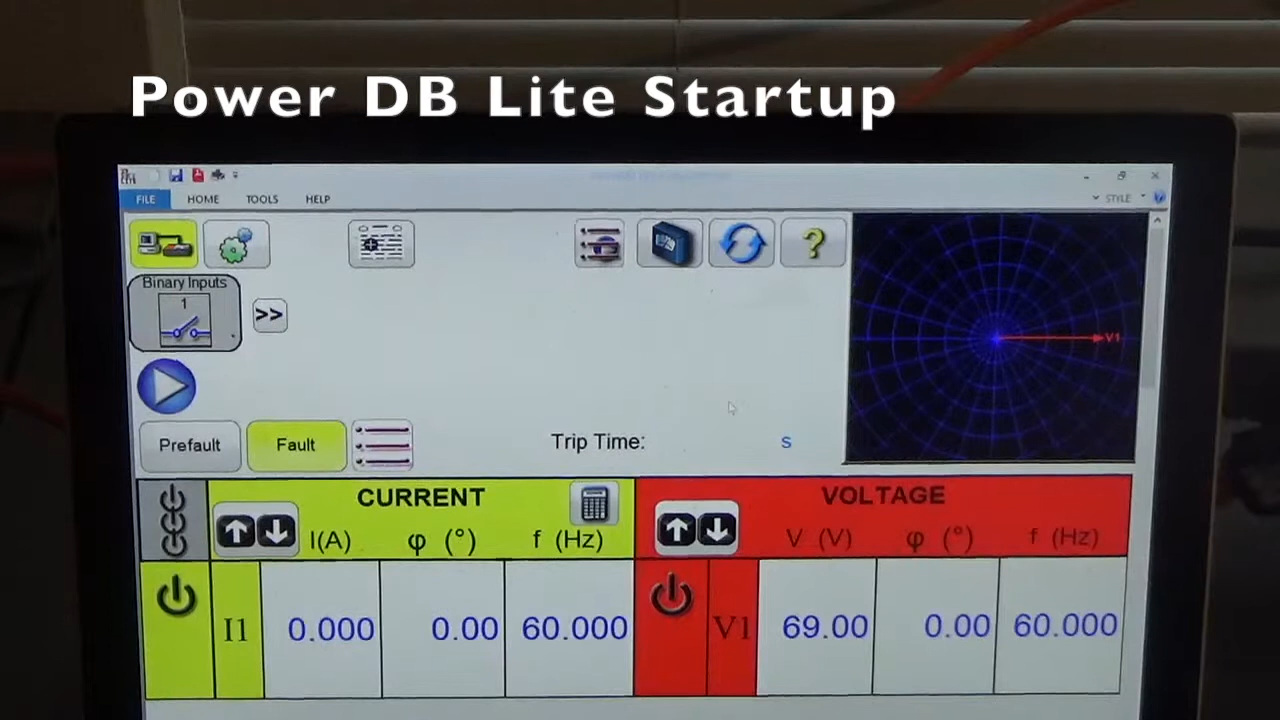 Power DB Lite Startup
FILE HOME TOOLS HELP
STYLE
Binary Inputs
1
>>
?
V1
Prefault Fault Trip Time: s
CURRENT VOLTAGE
I(A) φ (°) f (Hz) V (V) φ (°) f (Hz)
I1 0.000 0.00 60.000 V1 69.00 0.00 60.000